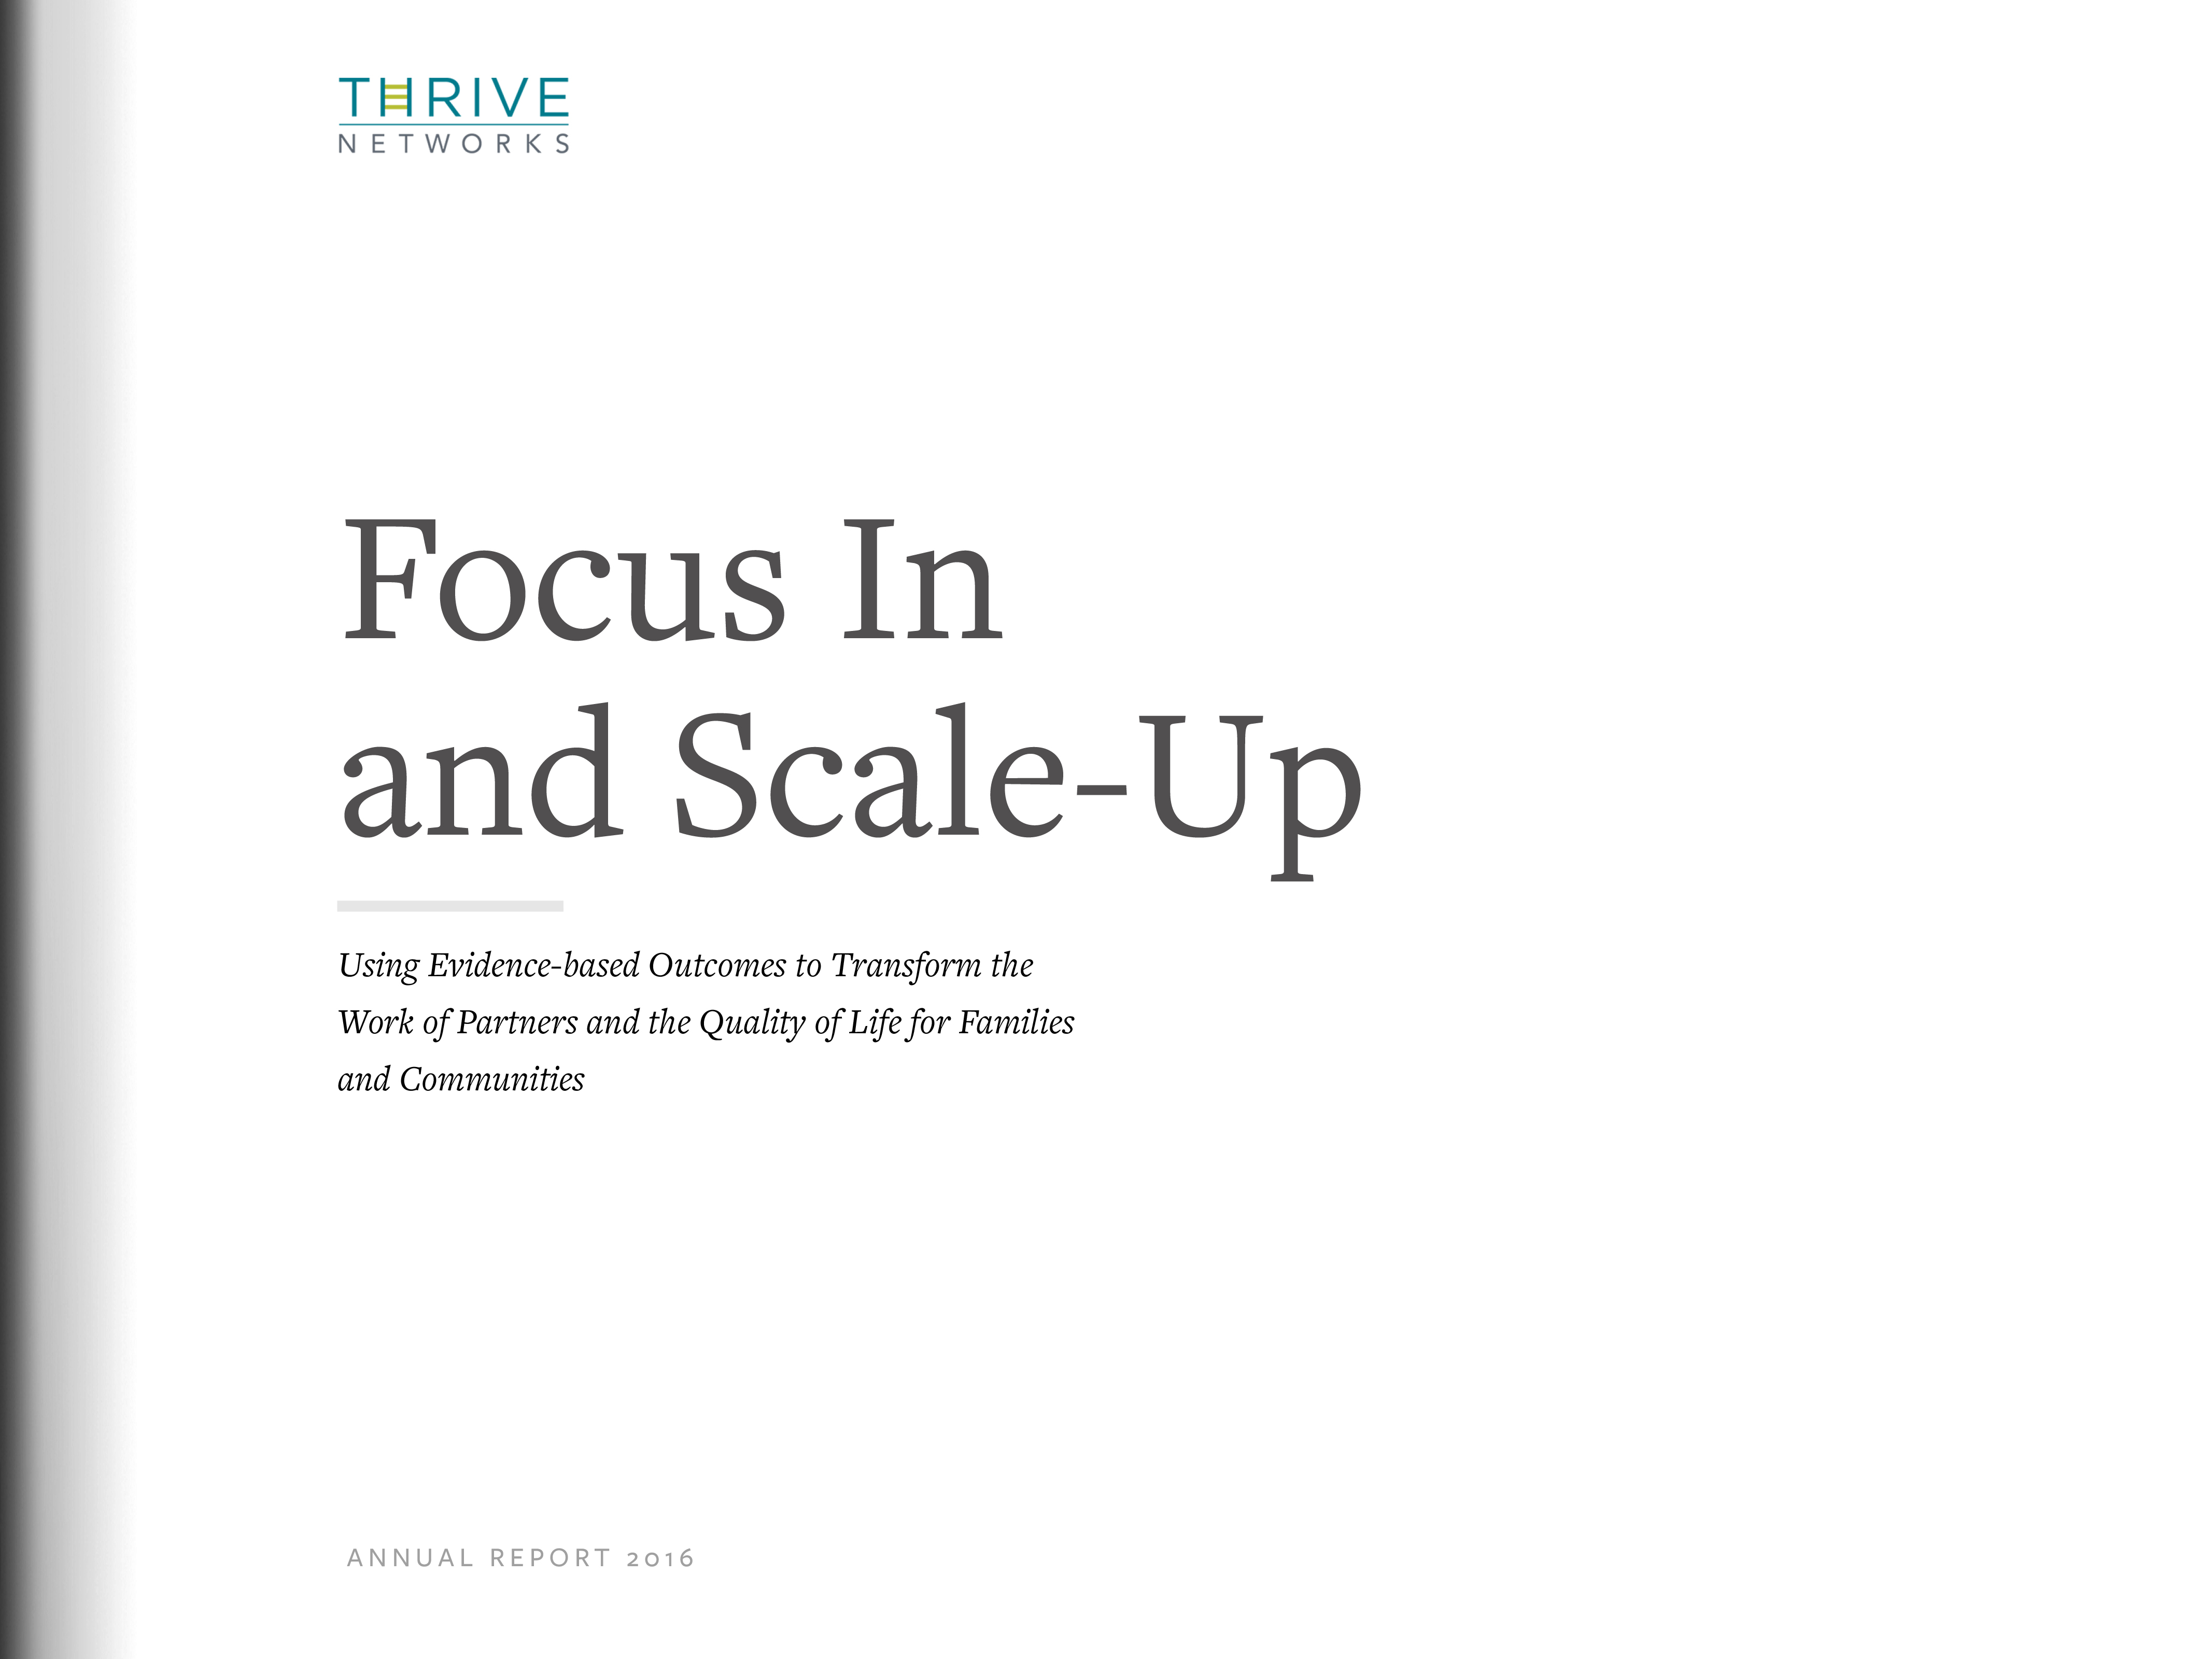 THRIVE
NETWORKS
Focus In
and Scale-Up
Using Evidence-based Outcomes to Transform the
Work of Partners and the Quality of Life for Families
and Communities
ANNUAL REPORT 2016